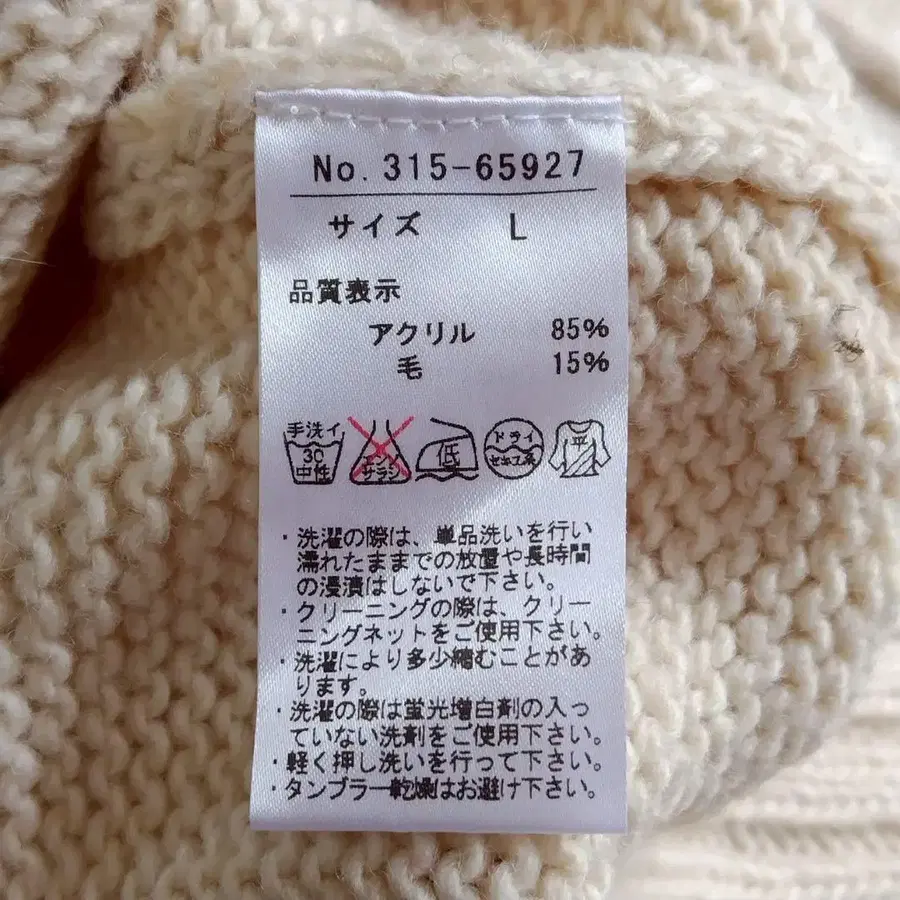 No. 315-65927
サイズ L
品質表示
アクリル 85%
毛 15%
手洗イ
30
中性
エンソ
サラシ
低
ドライ
セキユ系
平
・洗濯の際は、単品洗いを行い
濡れたままでの放置や長時間
の浸漬はしないで下さい。
・クリーニングの際は、クリー
ニングネットをご使用下さい。
・洗濯により多少縮むことがあ
ります。
・洗濯の際は蛍光増白剤の入っ
ていない洗剤をご使用下さい。
・軽く押し洗いを行って下さい。
・タンブラー乾燥はお避け下さい。